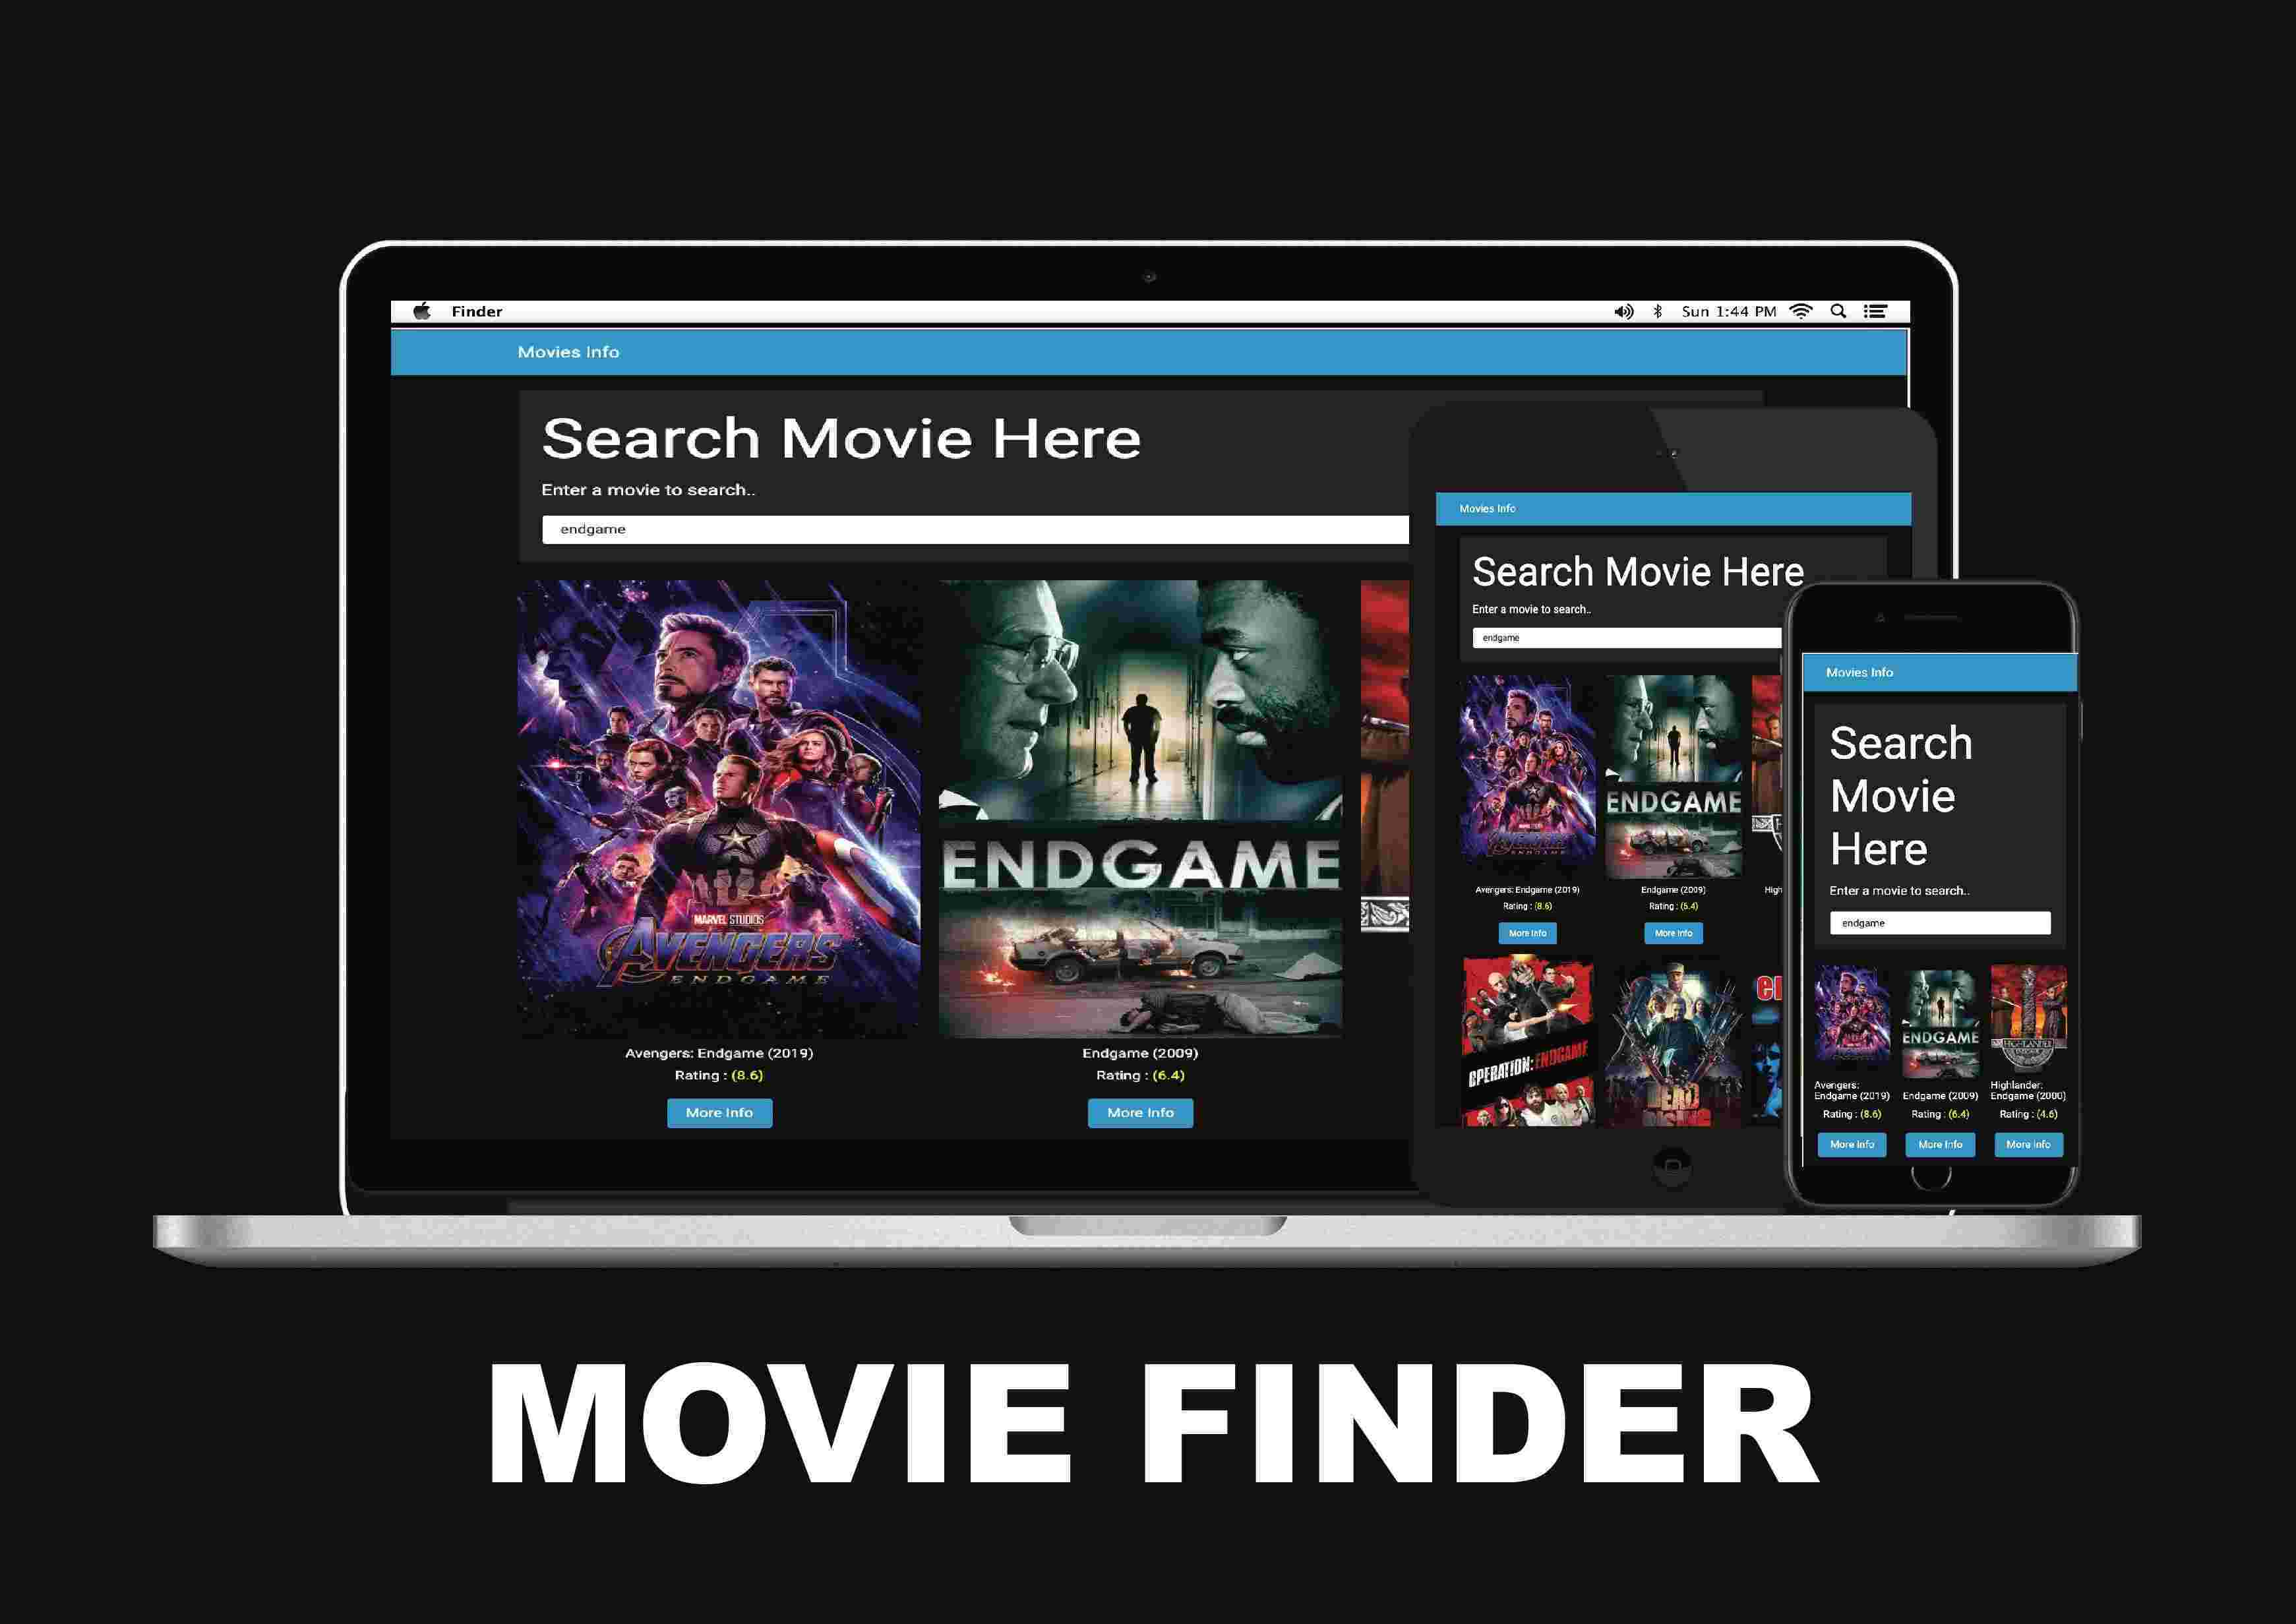 Finder
Sun 1:44 PM
Movies Info
Search Movie Here
Enter a movie to search..
endgame
MARVEL STUDIOS
AVENGERS
ENDGAME
ENDGAME
Avengers: Endgame (2019)
Rating : (8.6)
More Info
Endgame (2009)
Rating : (6.4)
More Info
Movies Info
Search Movie Here
Enter a movie to search..
endgame
AVENGERS
ENDGAME
ENDGAME
Avengers: Endgame (2019)
Rating : (8.6)
More Info
Endgame (2009)
Rating : (6.4)
More Info
High
OPERATION: ENDGAME
Movies Info
Search
Movie
Here
Enter a movie to search..
endgame
ENDGAME
HIGHLANDER
Avengers:
Endgame (2019)
Rating : (8.6)
More Info
Endgame (2009)
Rating : (6.4)
More Info
Highlander:
Endgame (2000)
Rating : (4.6)
More Info
MOVIE FINDER